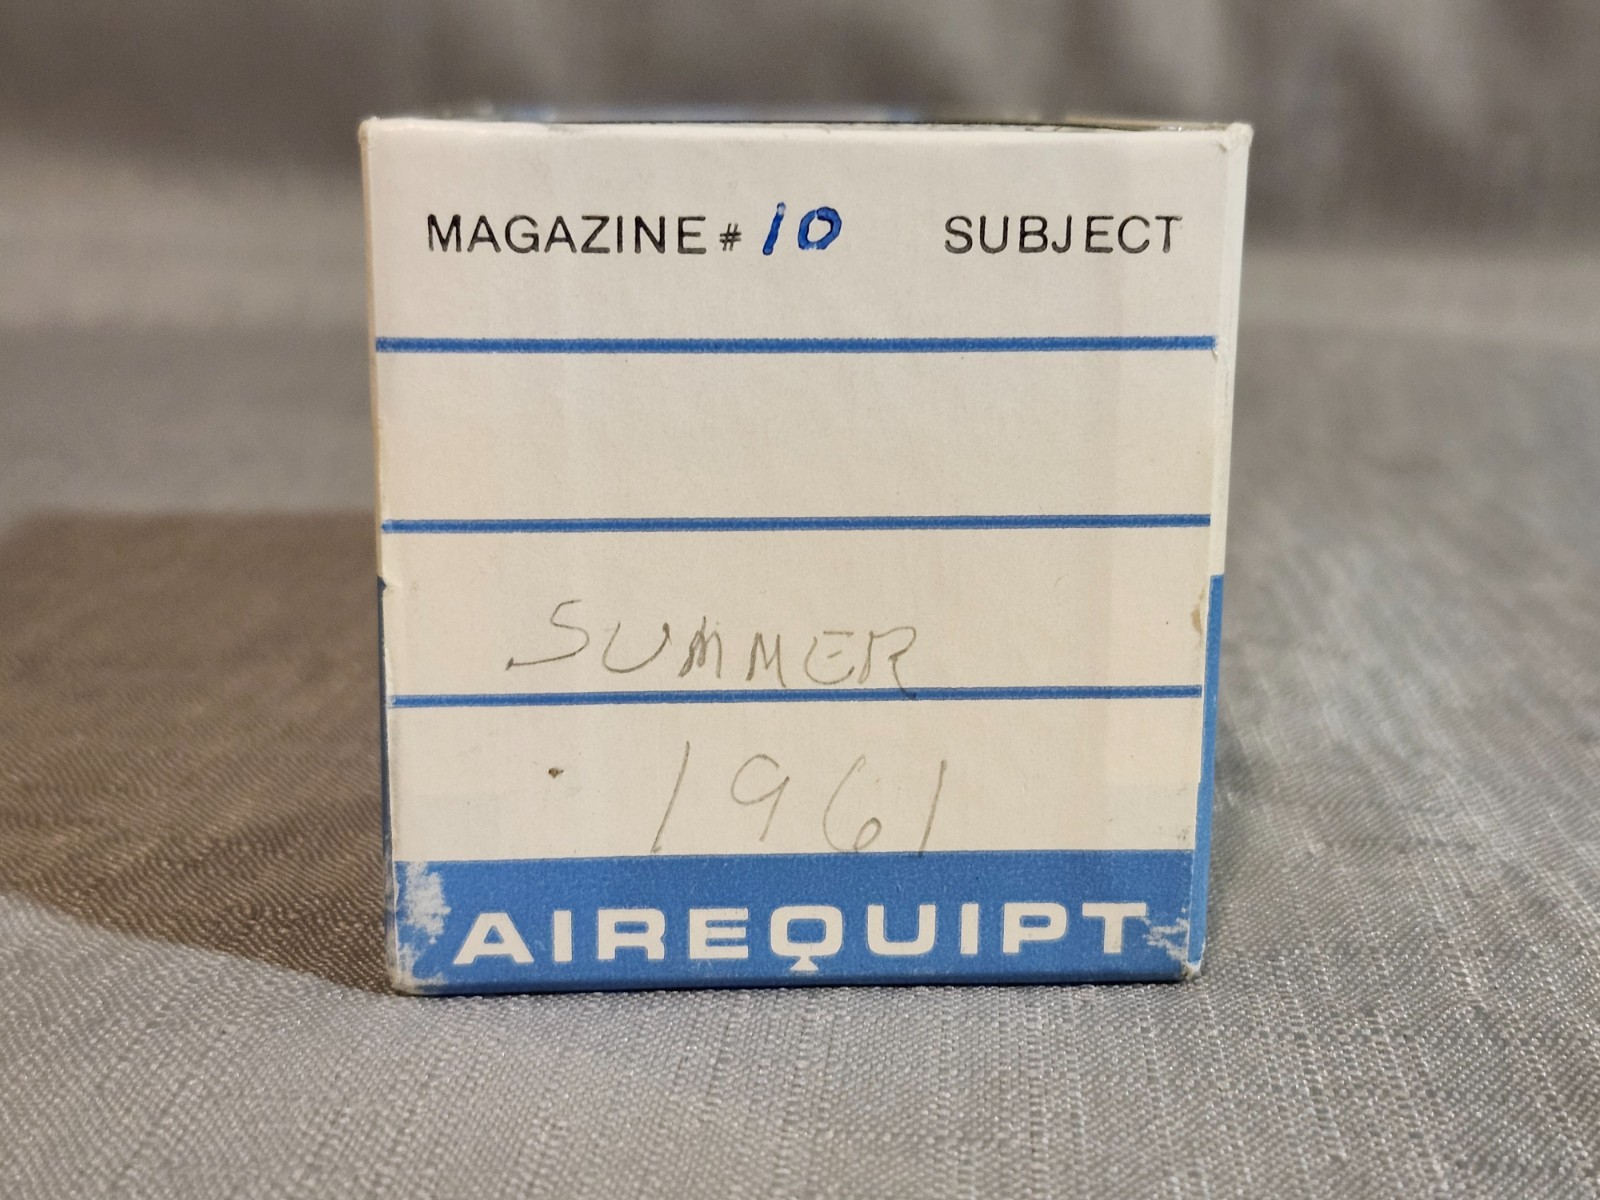 MAGAZINE # 10 SUBJECT
SUMMER
1961
AIREQUIPT